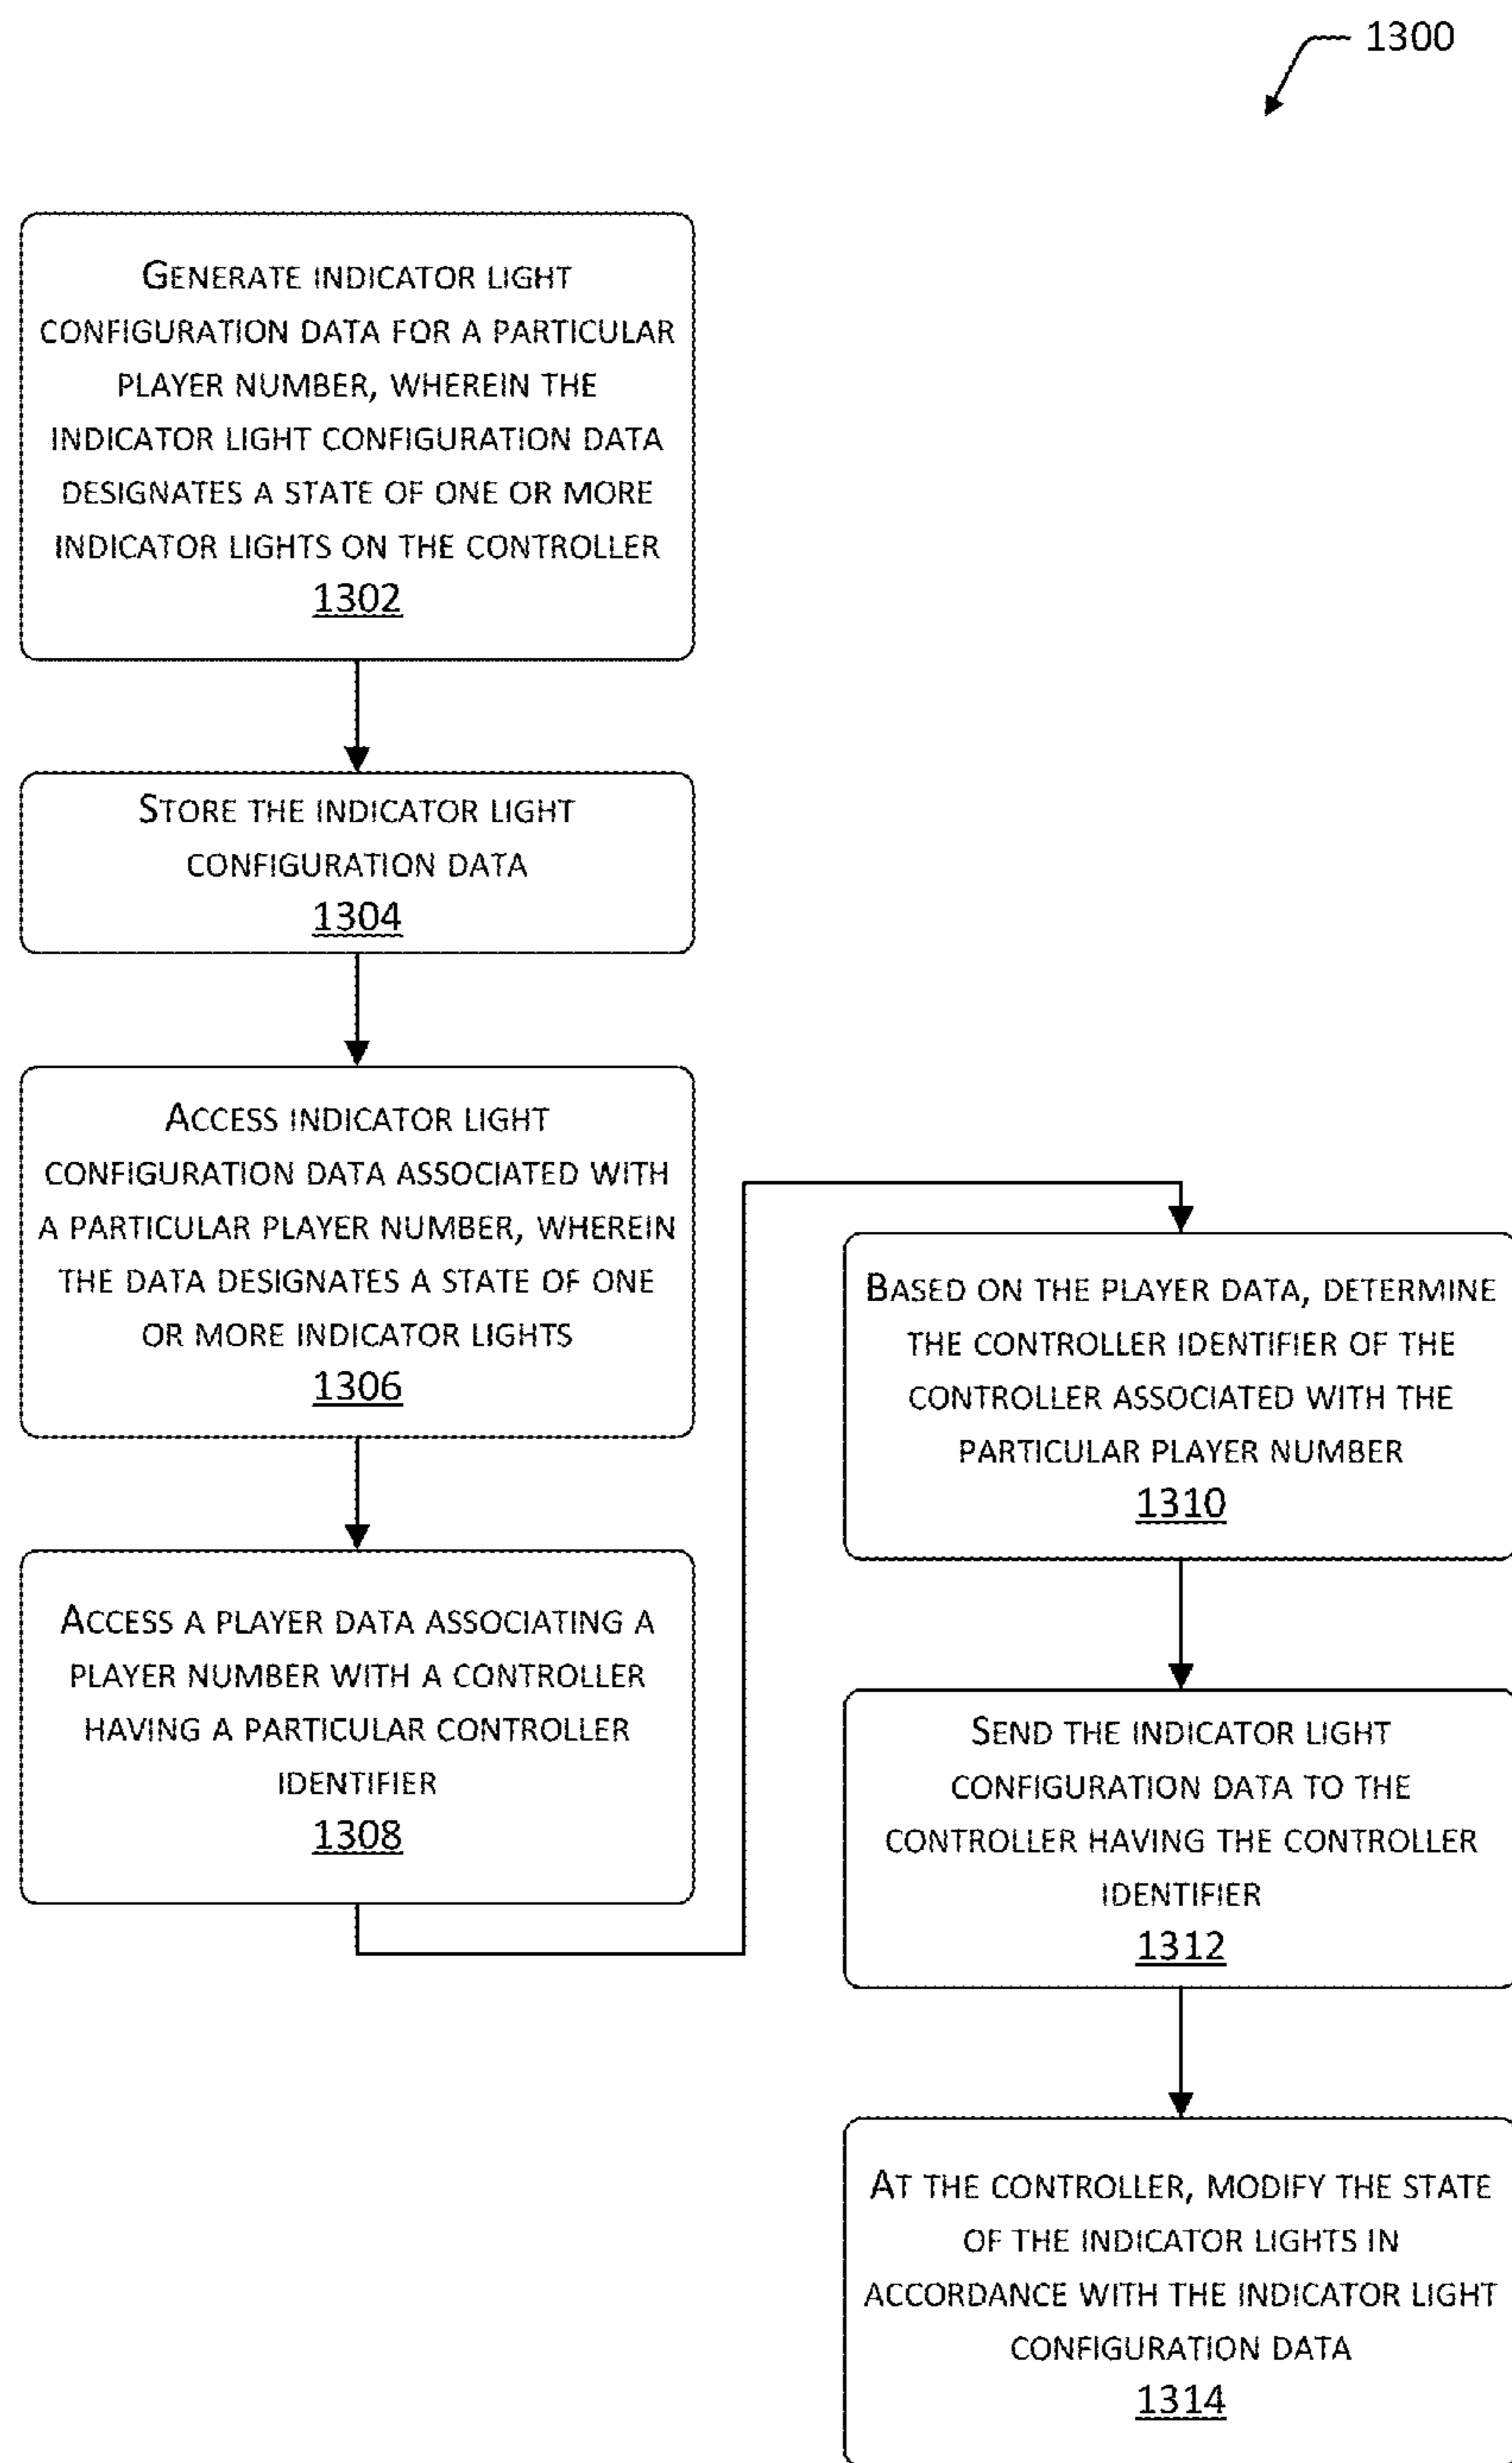 1300
GENERATE INDICATOR LIGHT
CONFIGURATION DATA FOR A PARTICULAR
PLAYER NUMBER, WHEREIN THE
INDICATOR LIGHT CONFIGURATION DATA
DESIGNATES A STATE OF ONE OR MORE
INDICATOR LIGHTS ON THE CONTROLLER
1302
STORE THE INDICATOR LIGHT
CONFIGURATION DATA
1304
ACCESS INDICATOR LIGHT
CONFIGURATION DATA ASSOCIATED WITH
A PARTICULAR PLAYER NUMBER, WHEREIN
THE DATA DESIGNATES A STATE OF ONE
OR MORE INDICATOR LIGHTS
1306
ACCESS A PLAYER DATA ASSOCIATING A
PLAYER NUMBER WITH A CONTROLLER
HAVING A PARTICULAR CONTROLLER
IDENTIFIER
1308
BASED ON THE PLAYER DATA, DETERMINE
THE CONTROLLER IDENTIFIER OF THE
CONTROLLER ASSOCIATED WITH THE
PARTICULAR PLAYER NUMBER
1310
SEND THE INDICATOR LIGHT
CONFIGURATION DATA TO THE
CONTROLLER HAVING THE CONTROLLER
IDENTIFIER
1312
AT THE CONTROLLER, MODIFY THE STATE
OF THE INDICATOR LIGHTS IN
ACCORDANCE WITH THE INDICATOR LIGHT
CONFIGURATION DATA
1314